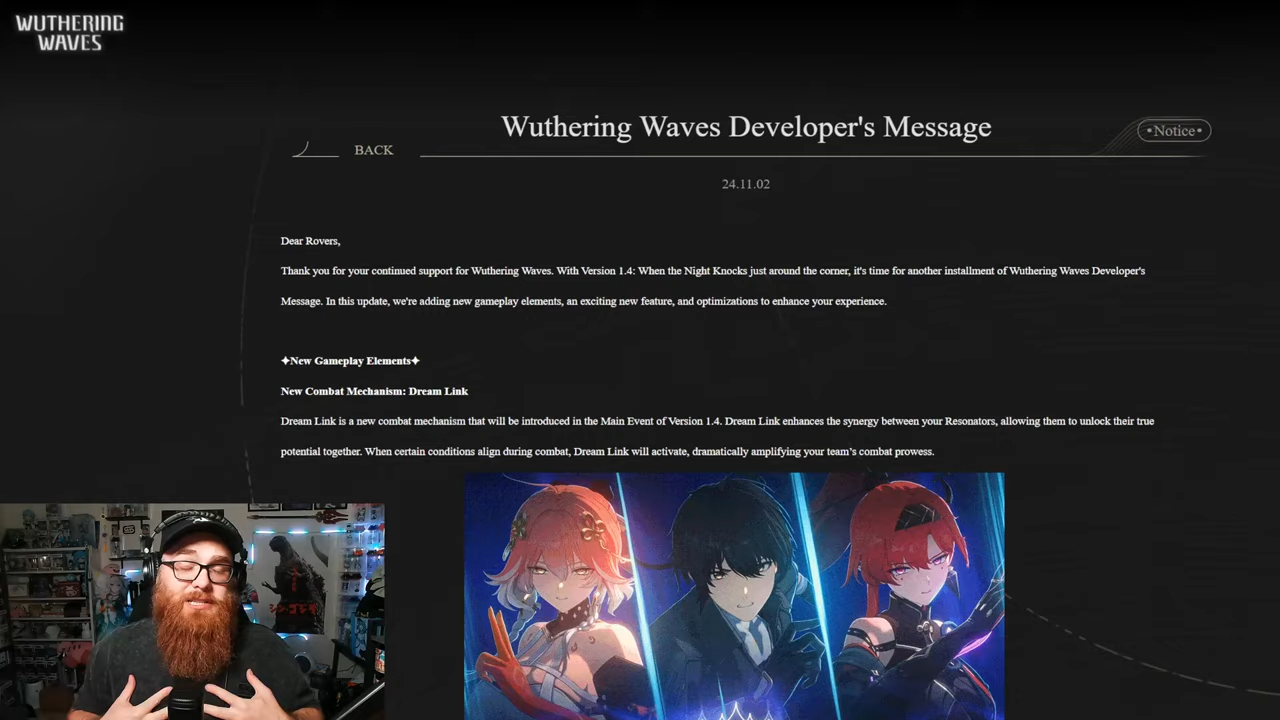 WUTHERING
WAVES
Wuthering Waves Developer's Message
•Notice•
BACK
24.11.02
Dear Rovers,
Thank you for your continued support for Wuthering Waves. With Version 1.4: When the Night Knocks just around the corner, it's time for another installment of Wuthering Waves Developer's
Message. In this update, we're adding new gameplay elements, an exciting new feature, and optimizations to enhance your experience.
✦New Gameplay Elements✦
New Combat Mechanism: Dream Link
Dream Link is a new combat mechanism that will be introduced in the Main Event of Version 1.4. Dream Link enhances the synergy between your Resonators, allowing them to unlock their true
potential together. When certain conditions align during combat, Dream Link will activate, dramatically amplifying your team’s combat prowess.
シン・ゴジラ